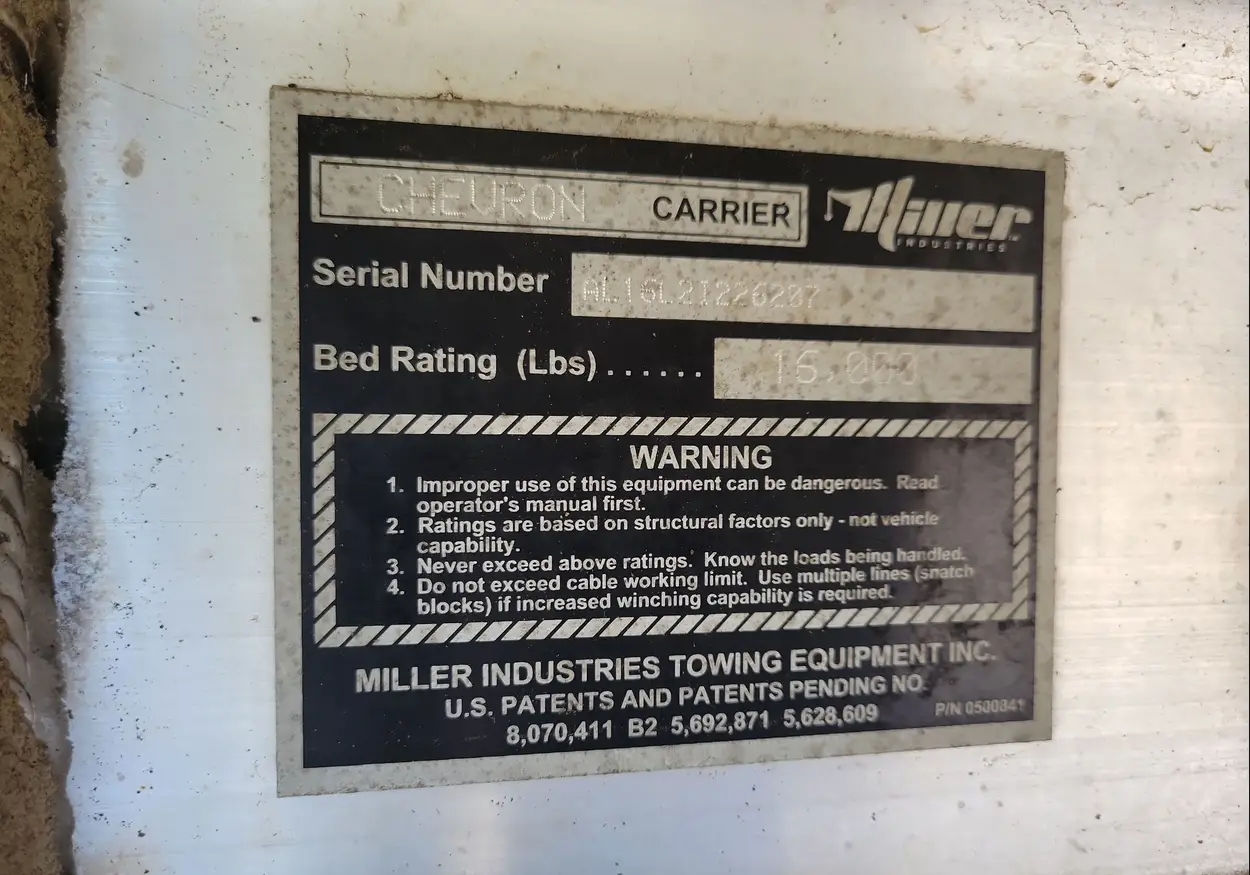 CHEVRON CARRIER
Miller
INDUSTRIES
Serial Number AL16L2I226207
Bed Rating (Lbs)...... 16,000
WARNING
1. Improper use of this equipment can be dangerous. Read
operator's manual first.
2. Ratings are based on structural factors only - not vehicle
capability.
3. Never exceed above ratings. Know the loads being handled.
4. Do not exceed cable working limit. Use multiple lines (snatch
blocks) if increased winching capability is required.
MILLER INDUSTRIES TOWING EQUIPMENT INC.
U.S. PATENTS AND PATENTS PENDING NO
8,070,411 B2 5,692,871 5,628,609
P/N 0500841